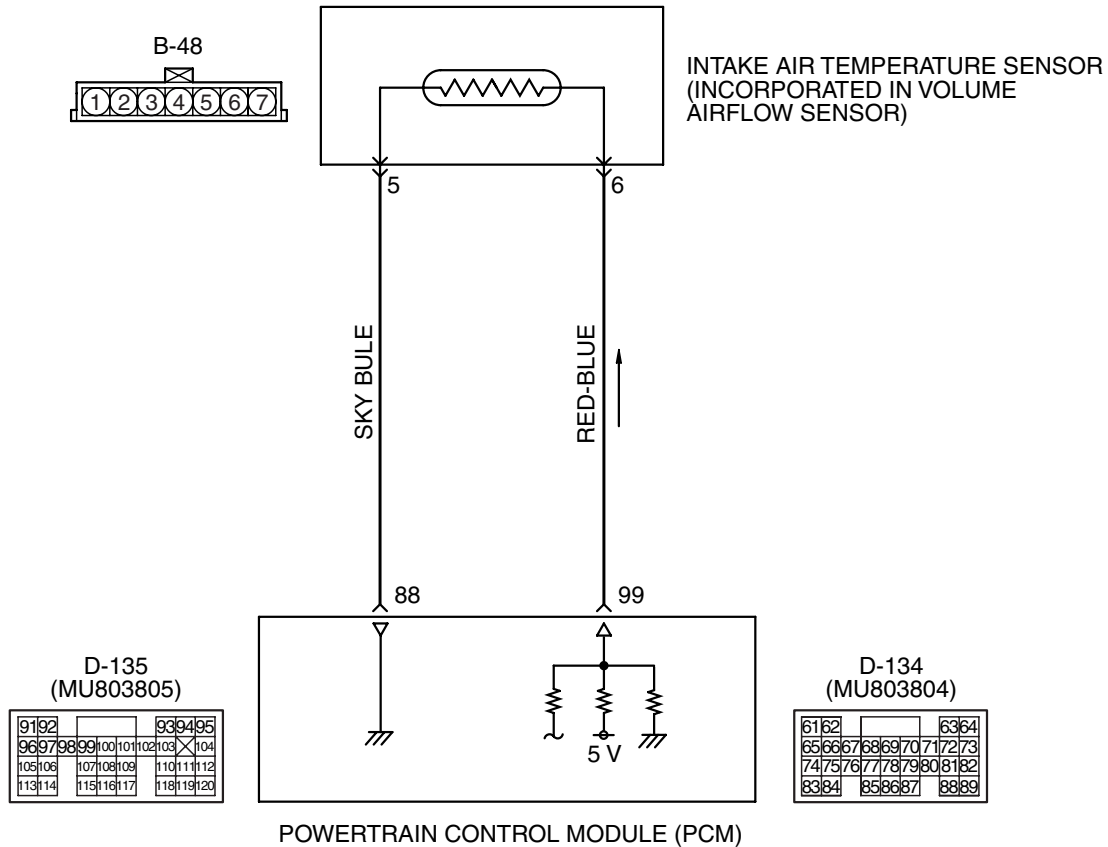 B-48
1 2 3 4 5 6 7
INTAKE AIR TEMPERATURE SENSOR
(INCORPORATED IN VOLUME
AIRFLOW SENSOR)
5 6
SKY BULE
RED-BLUE
88 99
5 V
D-135
(MU803805)
91 92 93 94 95
96 97 98 99 100 101 102 103 104
105 106 107 108 109 110 111 112
113 114 115 116 117 118 119 120
D-134
(MU803804)
61 62 63 64
65 66 67 68 69 70 71 72 73
74 75 76 77 78 79 80 81 82
83 84 85 86 87 88 89
POWERTRAIN CONTROL MODULE (PCM)